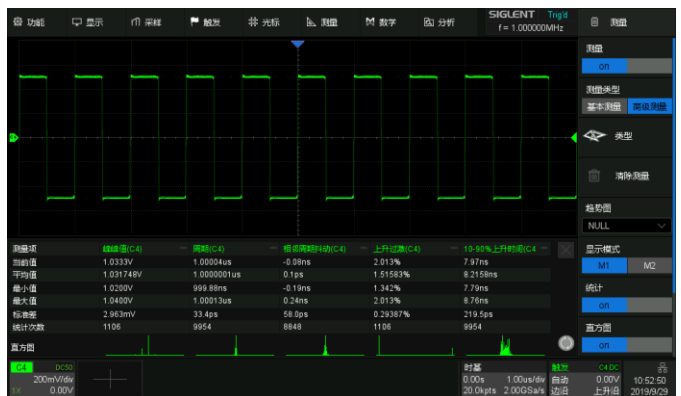 功能 显示 采样 触发 光标 测量 数学 分析 SIGLENT Trig'd 测量
f = 1.000000MHz
测量
on
测量类型
基本测量 高级测量
类型
清除测量
趋势图
NULL
测量项 峰峰值(C4) 周期(C4) 相邻周期抖动(C4) 上升过激(C4) 10-90%上升时间(C4
当前值 1.0333V 1.00004us -0.08ns 2.013% 7.97ns
平均值 1.031748V 1.0000001us 0.1ps 1.51583% 8.2158ns
最小值 1.0200V 999.88ns -0.19ns 1.342% 7.79ns
最大值 1.0400V 1.00013us 0.24ns 2.013% 8.76ns
标准差 2.963mV 33.4ps 58.0ps 0.29387% 219.5ps
统计次数 1106 9954 8848 1106 9954
直方图
显示模式
M1 M2
统计
on
直方图
on
C4 DC50
200mV/div
1X 0.00V
时基
0.00s 1.00us/div
20.0kpts 2.00GSa/s
触发 C4 DC
自动 0.00V
边沿 上升沿
10:52:50
2019/9/29